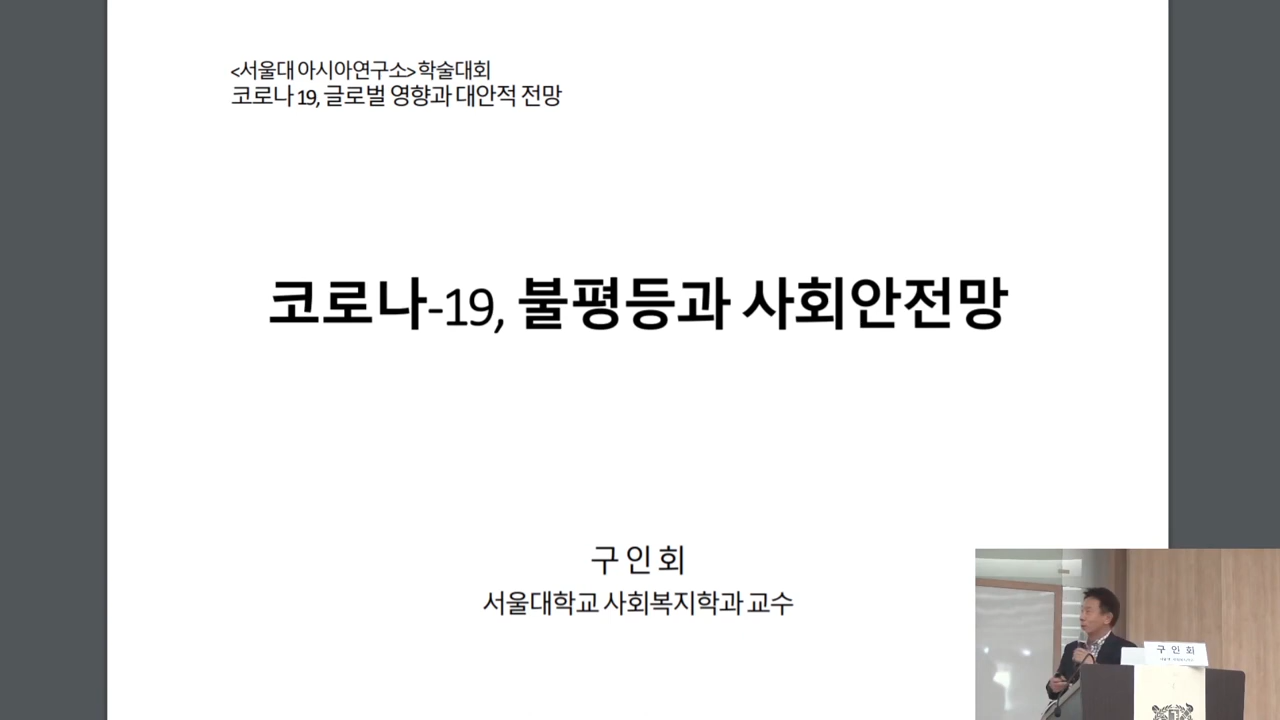 <서울대 아시아연구소> 학술대회
코로나 19, 글로벌 영향과 대안적 전망
코로나-19, 불평등과 사회안전망
구 인 회
서울대학교 사회복지학과 교수
구 인 회